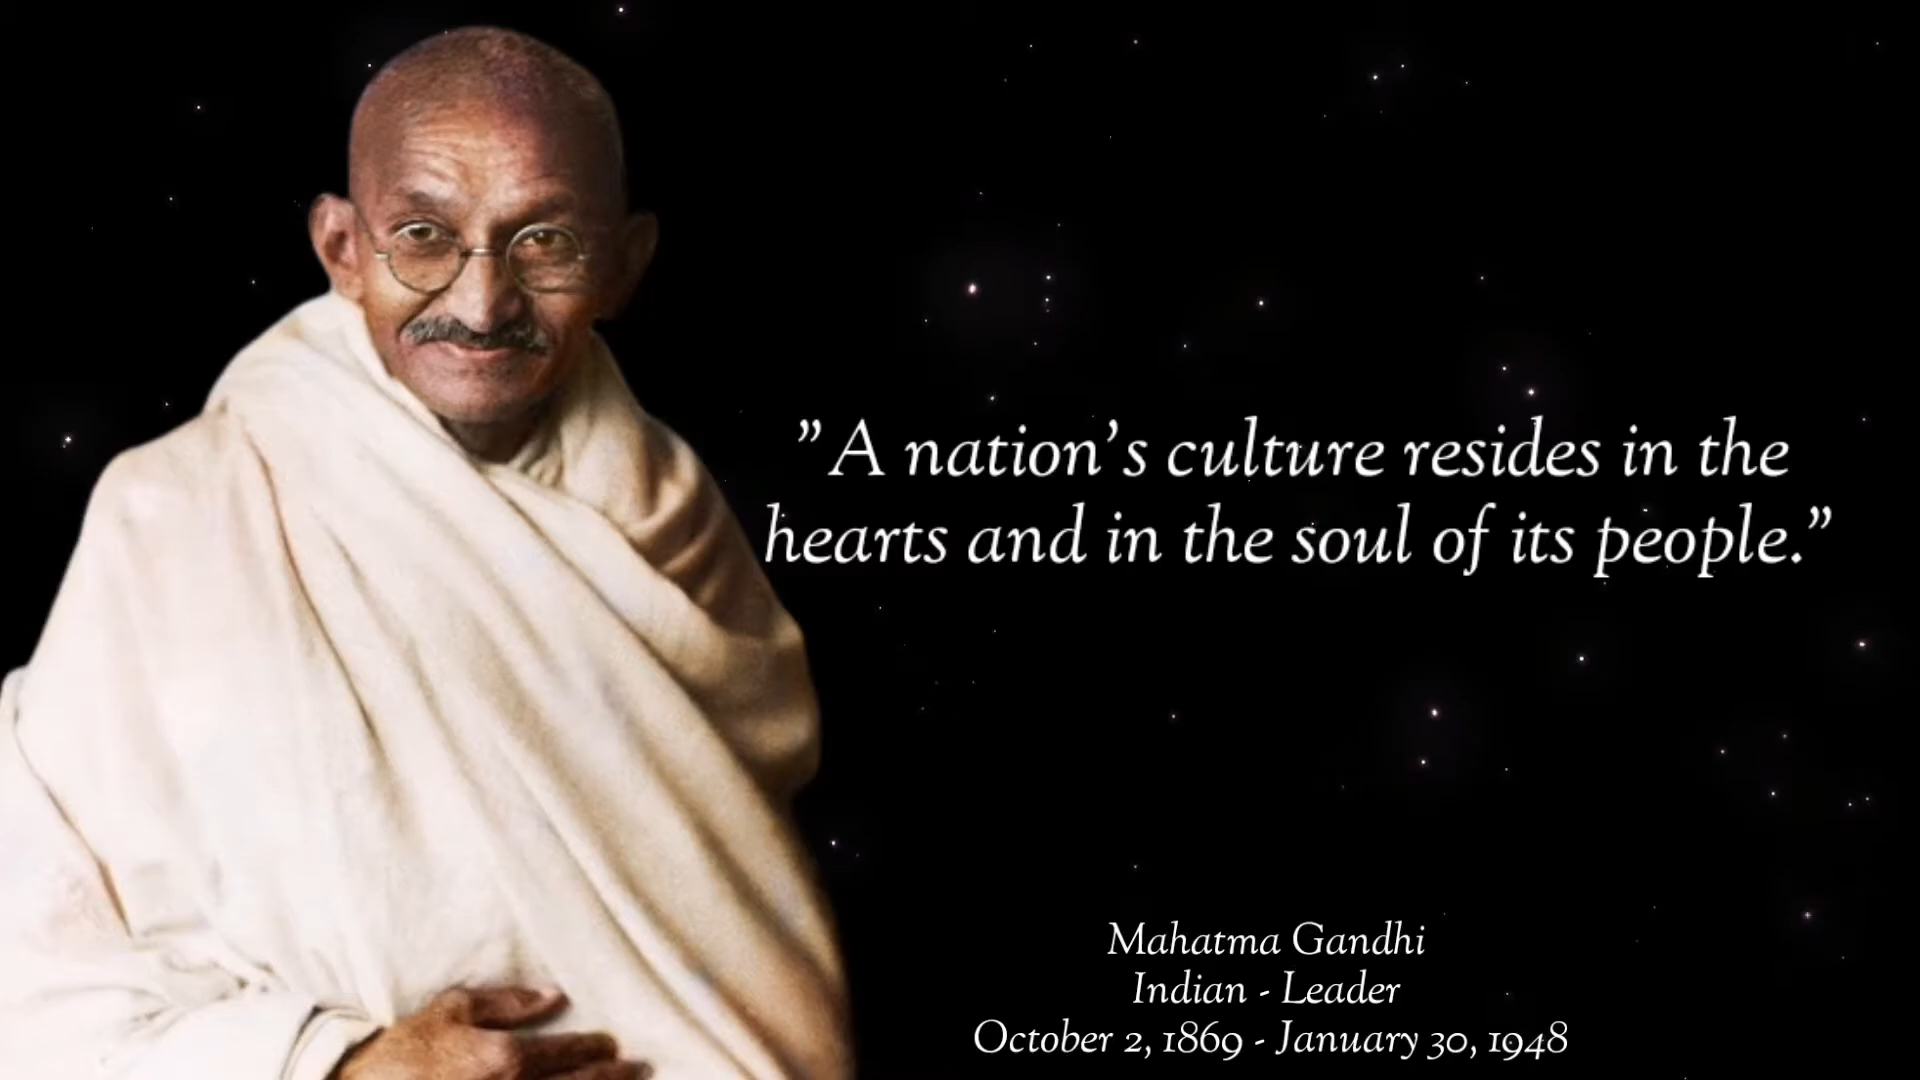 ”A nation’s culture resides in the
hearts and in the soul of its people.”
Mahatma Gandhi
Indian - Leader
October 2, 1869 - January 30, 1948